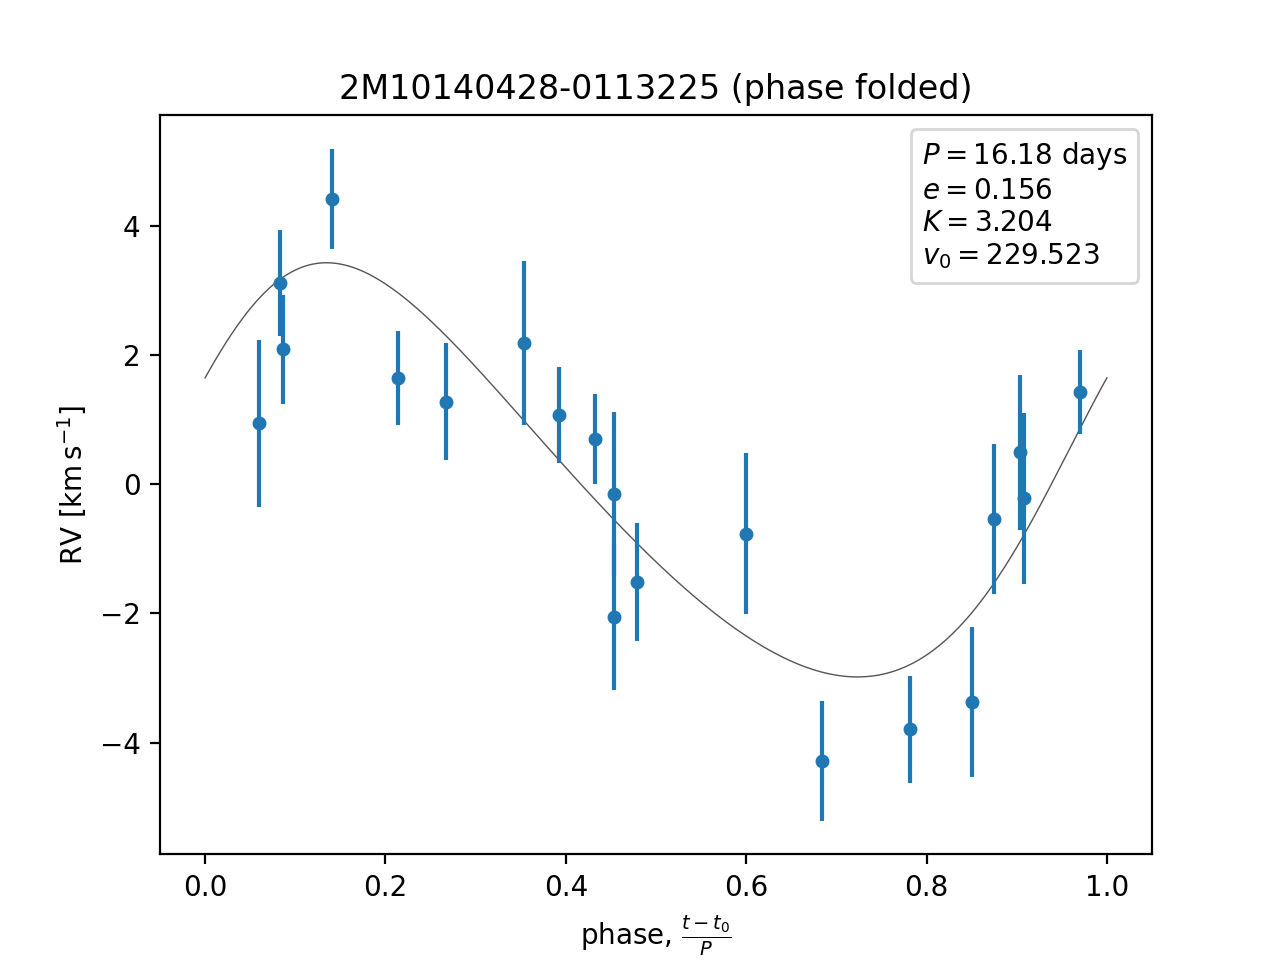 2M10140428-0113225 (phase folded)
P = 16.18 days
e = 0.156
K = 3.204
v₀ = 229.523
4
2
0
−2
−4
RV [km s⁻¹]
0.0 0.2 0.4 0.6 0.8 1.0
phase, (t − t₀)/P